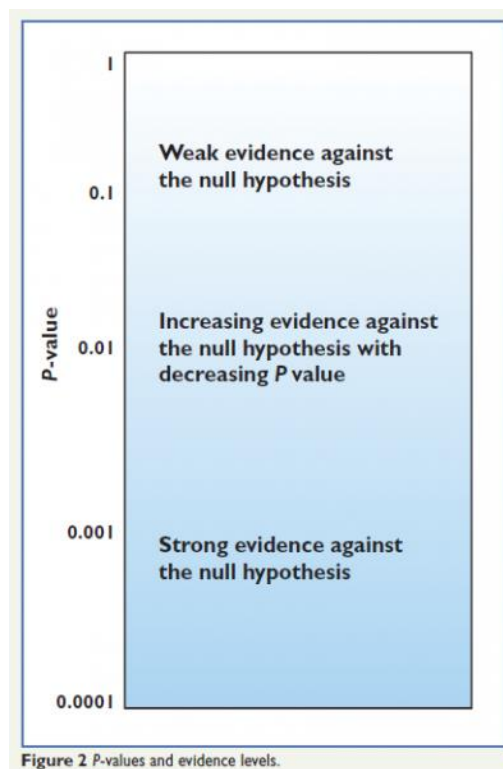 1
Weak evidence against
the null hypothesis
0.1
P-value
Increasing evidence against
0.01
the null hypothesis with
decreasing P value
0.001
Strong evidence against
the null hypothesis
0.0001
Figure 2 P-values and evidence levels.